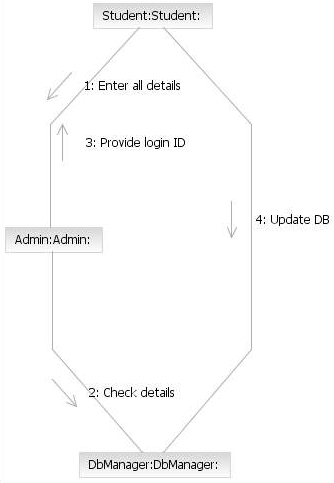 Student:Student:
1: Enter all details
3: Provide login ID
4: Update DB
Admin:Admin:
2: Check details
DbManager:DbManager: